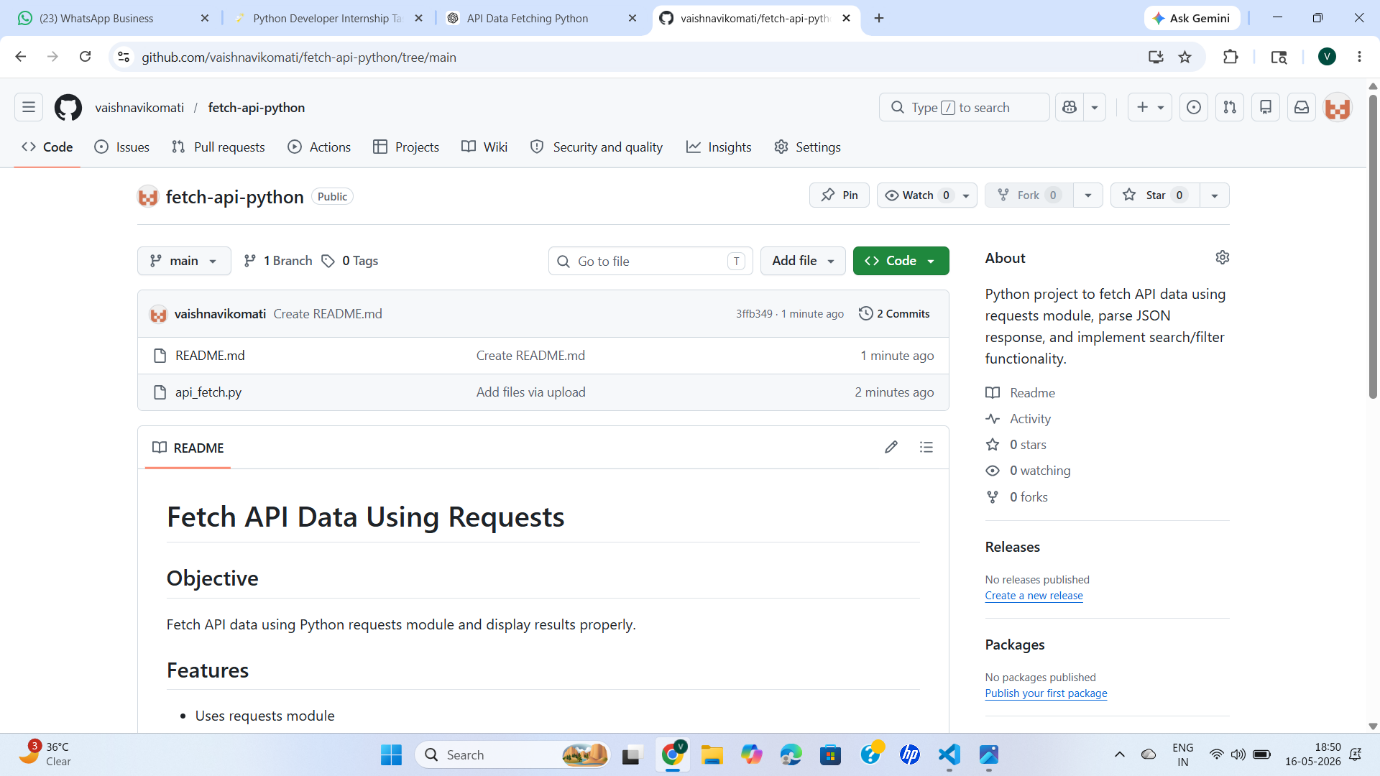 (23) WhatsApp Business
Python Developer Internship Ta
API Data Fetching Python
vaishnavikomati/fetch-api-pyth
Ask Gemini
github.com/vaishnavikomati/fetch-api-python/tree/main
V
vaishnavikomati / fetch-api-python
Type / to search
Code Issues Pull requests Actions Projects Wiki Security and quality Insights Settings
fetch-api-python Public
Pin Watch 0 Fork 0 Star 0
main 1 Branch 0 Tags
Go to file T Add file Code
vaishnavikomati Create README.md 3ffb349 · 1 minute ago 2 Commits
README.md Create README.md 1 minute ago
api_fetch.py Add files via upload 2 minutes ago
README
Fetch API Data Using Requests
Objective
Fetch API data using Python requests module and display results properly.
Features
• Uses requests module
About
Python project to fetch API data using
requests module, parse JSON
response, and implement search/filter
functionality.
Readme
Activity
0 stars
0 watching
0 forks
Releases
No releases published
Create a new release
Packages
No packages published
Publish your first package
3
36°C
Clear
Search
V
hp
ENG
IN
18:50
16-05-2026